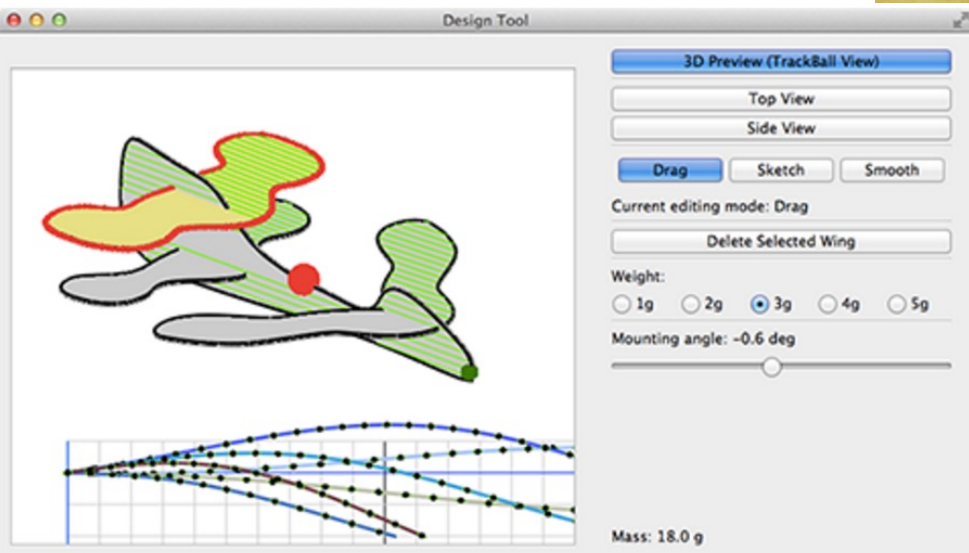 Design Tool
3D Preview (TrackBall View)
Top View
Side View
Drag Sketch Smooth
Current editing mode: Drag
Delete Selected Wing
Weight:
1g 2g 3g 4g 5g
Mounting angle: -0.6 deg
Mass: 18.0 g